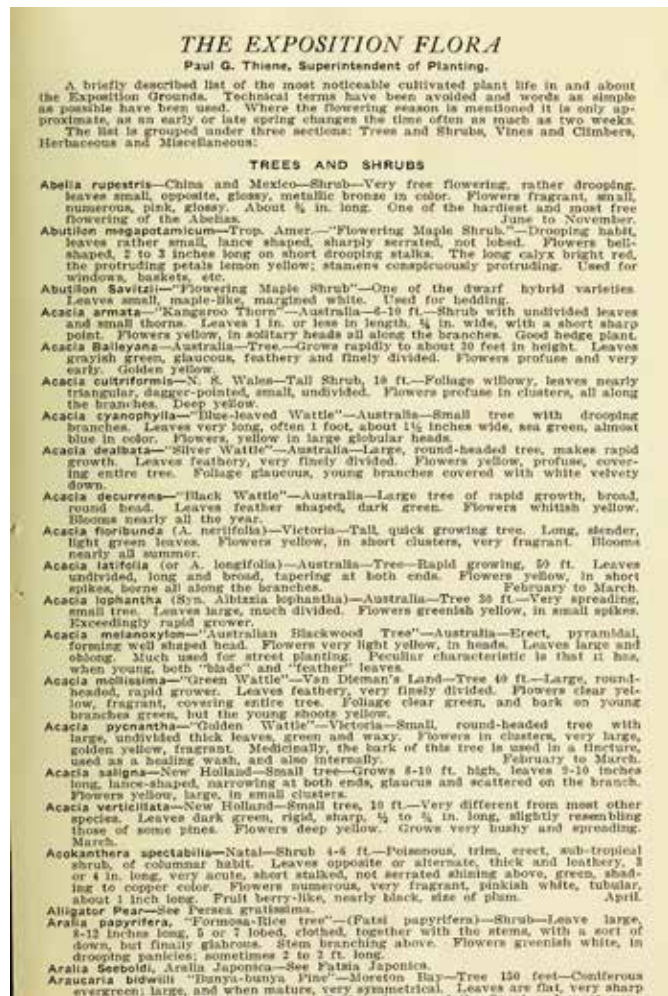 THE EXPOSITION FLORA
Paul G. Thiene, Superintendent of Planting.
A briefly described list of the most noticeable cultivated plant life in and about
the Exposition Grounds. Technical terms have been avoided and words as simple
as possible have been used. Where the flowering season is mentioned it is only ap-
proximate, as an early or late spring changes the time often as much as two weeks.
The list is grouped under three sections: Trees and Shrubs, Vines and Climbers,
Herbaceous and Miscellaneous:
TREES AND SHRUBS
Abelia rupestris—China and Mexico—Shrub—Very free flowering, rather drooping,
leaves small, opposite, glossy, metallic bronze in color. Flowers fragrant, small,
numerous, pink, glossy. About ¾ in. long. One of the hardiest and most free
flowering of the Abelias. June to November.
Abutilon megapotamicum—Trop. Amer.—"Flowering Maple Shrub."—Drooping habit,
leaves rather small, lance shaped, sharply serrated, not lobed. Flowers bell-
shaped, 2 to 3 inches long on short drooping stalks. The long calyx bright red,
the protruding petals lemon yellow; stamens conspicuously protruding. Used for
windows, baskets, etc.
Abutilon Savitzii—"Flowering Maple Shrub"—One of the dwarf hybrid varieties.
Leaves small, maple-like, margined white. Used for bedding.
Acacia armata—"Kangaroo Thorn"—Australia—6-10 ft.—Shrub with undivided leaves
and small thorns. Leaves 1 in. or less in length, ¼ in. wide, with a short sharp
point. Flowers yellow, in solitary heads all along the branches. Good hedge plant.
Acacia Baileyana—Australia—Tree.—Grows rapidly to about 30 feet in height. Leaves
grayish green, glaucous, feathery and finely divided. Flowers profuse and very
early. Golden yellow.
Acacia cultriformis—N. S. Wales—Tall Shrub, 10 ft.—Foliage willowy, leaves nearly
triangular, dagger-pointed, small, undivided. Flowers profuse in clusters, all along
the branches. Deep yellow.
Acacia cyanophylla—"Blue-leaved Wattle"—Australia—Small tree with drooping
branches. Leaves very long, often 1 foot, about 1½ inches wide, sea green, almost
blue in color. Flowers, yellow in large globular heads.
Acacia dealbata—"Silver Wattle"—Australia—Large, round-headed tree, makes rapid
growth. Leaves feathery, very finely divided. Flowers yellow, profuse, cover-
ing entire tree. Foliage glaucous, young branches covered with white velvety
down.
Acacia decurrens—"Black Wattle"—Australia—Large tree of rapid growth, broad,
round head. Leaves feather shaped, dark green. Flowers whitish yellow.
Blooms nearly all the year.
Acacia floribunda (A. neriifolia)—Victoria—Tall, quick growing tree. Long, slender,
light green leaves. Flowers yellow, in short clusters, very fragrant. Blooms
nearly all summer.
Acacia latifolia (or A. longifolia)—Australia—Tree—Rapid growing, 50 ft. Leaves
undivided, long and broad, tapering at both ends. Flowers yellow, in short
spikes, borne all along the branches. February to March.
Acacia lophantha (Syn. Albizzia lophantha)—Australia—Tree 30 ft.—Very spreading,
small tree. Leaves large, much divided. Flowers greenish yellow, in small spikes.
Exceedingly rapid grower.
Acacia melanoxylon—"Australian Blackwood Tree"—Australia—Erect, pyramidal,
forming well shaped head. Flowers very light yellow, in heads. Leaves large and
oblong. Much used for street planting. Peculiar characteristic is that it has,
when young, both "blade" and "feather" leaves.
Acacia mollissima—"Green Wattle"—Van Dieman's Land—Tree 40 ft.—Large, round-
headed, rapid grower. Leaves feathery, very finely divided. Flowers clear yel-
low, fragrant, covering entire tree. Foliage clear green, and bark on young
branches green, but the young shoots yellow.
Acacia pycnantha—"Golden Wattle"—Victoria—Small, round-headed tree with
large, undivided thick leaves, green and waxy. Flowers in clusters, very large,
golden yellow, fragrant. Medicinally, the bark of this tree is used in a tincture,
used as a healing wash, and also internally. February to March.
Acacia saligna—New Holland—Small tree—Grows 8-10 ft. high, leaves 9-10 inches
long, lance-shaped, narrowing at both ends, glaucus and scattered on the branch.
Flowers yellow, large, in small clusters.
Acacia verticillata—New Holland—Small tree, 10 ft.—Very different from most other
species. Leaves dark green, rigid, sharp, ½ to ¾ in. long, slightly resembling
those of some pines. Flowers deep yellow. Grows very bushy and spreading.
March.
Acokanthera spectabilis—Natal—Shrub 4-6 ft.—Poisonous, trim, erect, sub-tropical
shrub, of columnar habit. Leaves opposite or alternate, thick and leathery, 3
or 4 in. long, very acute, short stalked, not serrated shining above, green, shad-
ing to copper color. Flowers numerous, very fragrant, pinkish white, tubular,
about 1 inch long. Fruit berry-like, nearly black, size of plum. April.
Alligator Pear—See Persea gratissima.
Aralia papyrifera, "Formosa-Rice tree"—(Fatsi papyrifera)—Shrub—Leave large,
8-12 inches long, 5 or 7 lobed, clothed, together with the stems, with a sort of
down, but finally glabrous. Stem branching above. Flowers greenish white, in
drooping panicles; sometimes 2 to 3 ft. long.
Aralia Seeboldi, Aralia Japonica—See Fatsia Japonica.
Araucaria bidwilli "Bunya-bunya Pine"—Moreton Bay—Tree 150 feet—Coniferous
evergreen; large, and when mature, very symmetrical. Leaves are flat, very sharp